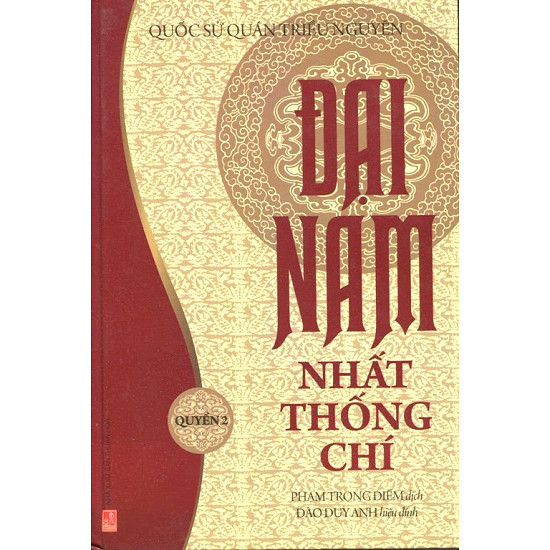 QUỐC SỬ QUÁN TRIỀU NGUYỄN
ĐẠI
NAM
NHẤT
THỐNG
CHÍ
QUYỂN 2
PHẠM TRỌNG ĐIỀM dịch
ĐÀO DUY ANH hiệu đính